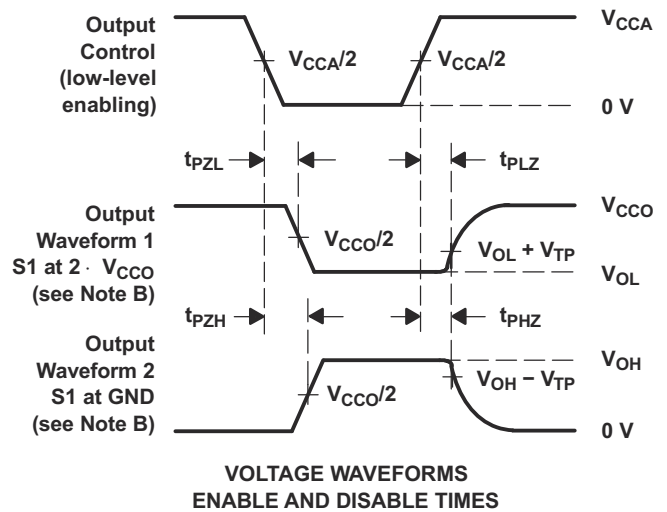 Output
Control
(low-level
enabling)
VCCA/2
VCCA/2
VCCA
0 V
tPZL
tPLZ
Output
Waveform 1
S1 at 2 · VCCO
(see Note B)
VCCO/2
VCCO
VOL + VTP
VOL
tPZH
tPHZ
Output
Waveform 2
S1 at GND
(see Note B)
VCCO/2
VOH
VOH − VTP
0 V
VOLTAGE WAVEFORMS
ENABLE AND DISABLE TIMES